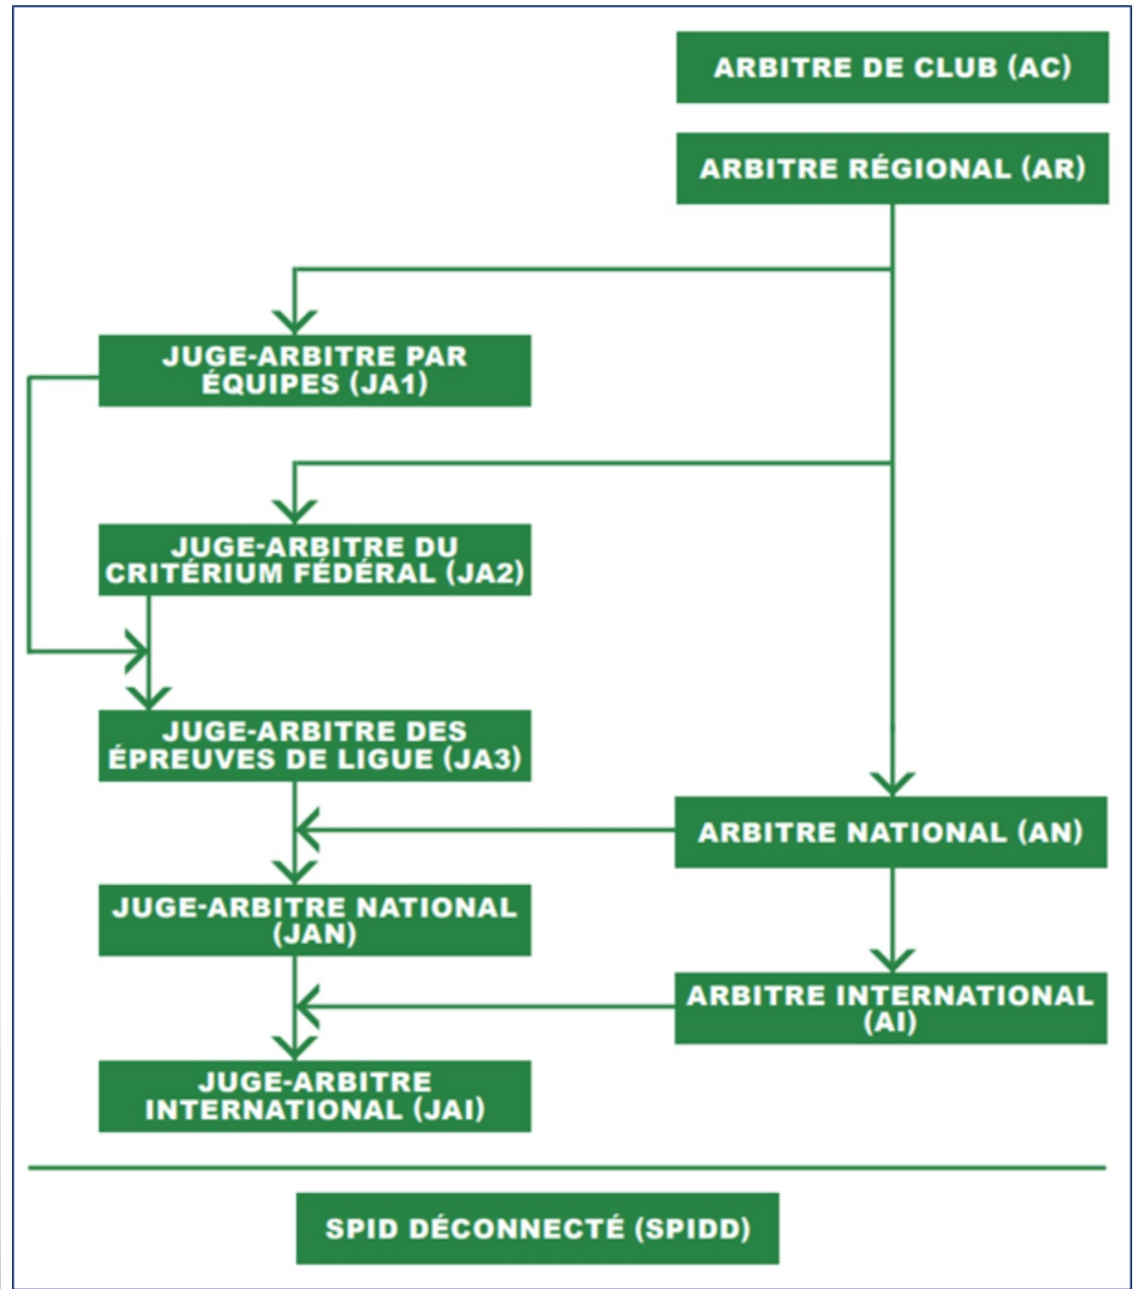 ARBITRE DE CLUB (AC)
ARBITRE RÉGIONAL (AR)
JUGE-ARBITRE PAR
ÉQUIPES (JA1)
JUGE-ARBITRE DU
CRITÉRIUM FÉDÉRAL (JA2)
JUGE-ARBITRE DES
ÉPREUVES DE LIGUE (JA3)
ARBITRE NATIONAL (AN)
JUGE-ARBITRE NATIONAL
(JAN)
ARBITRE INTERNATIONAL
(AI)
JUGE-ARBITRE
INTERNATIONAL (JAI)
SPID DÉCONNECTÉ (SPIDD)